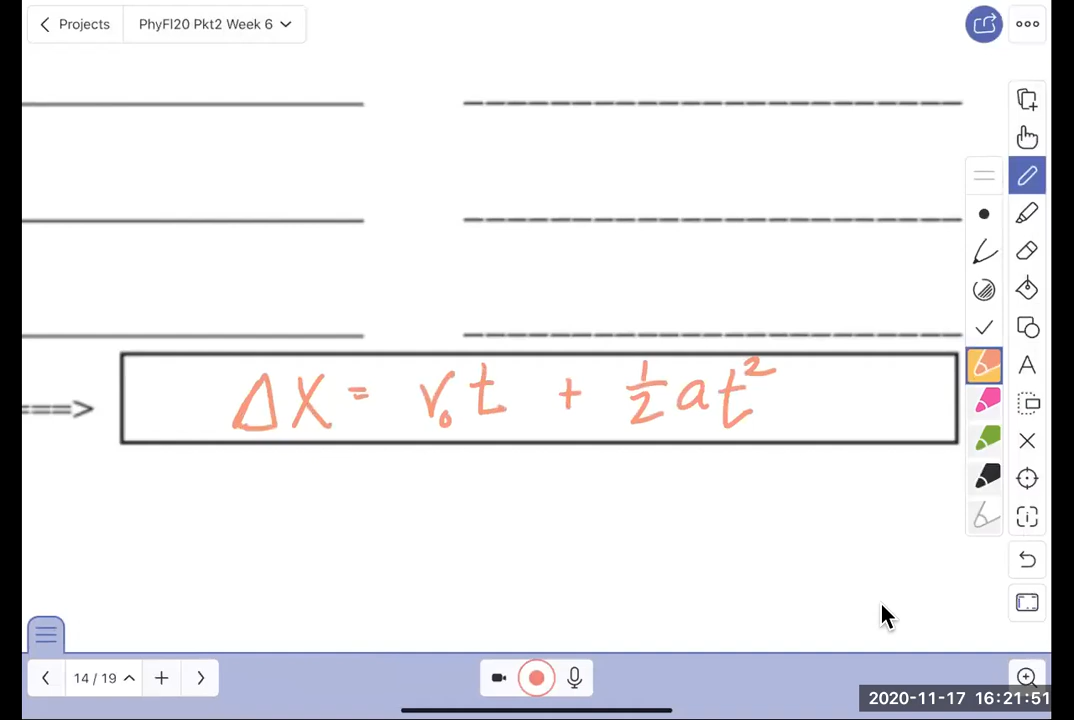 Projects PhyFl20 Pkt2 Week 6
===> Δx = v₀t + ½at²
A
14 / 19
2020-11-17 16:21:51